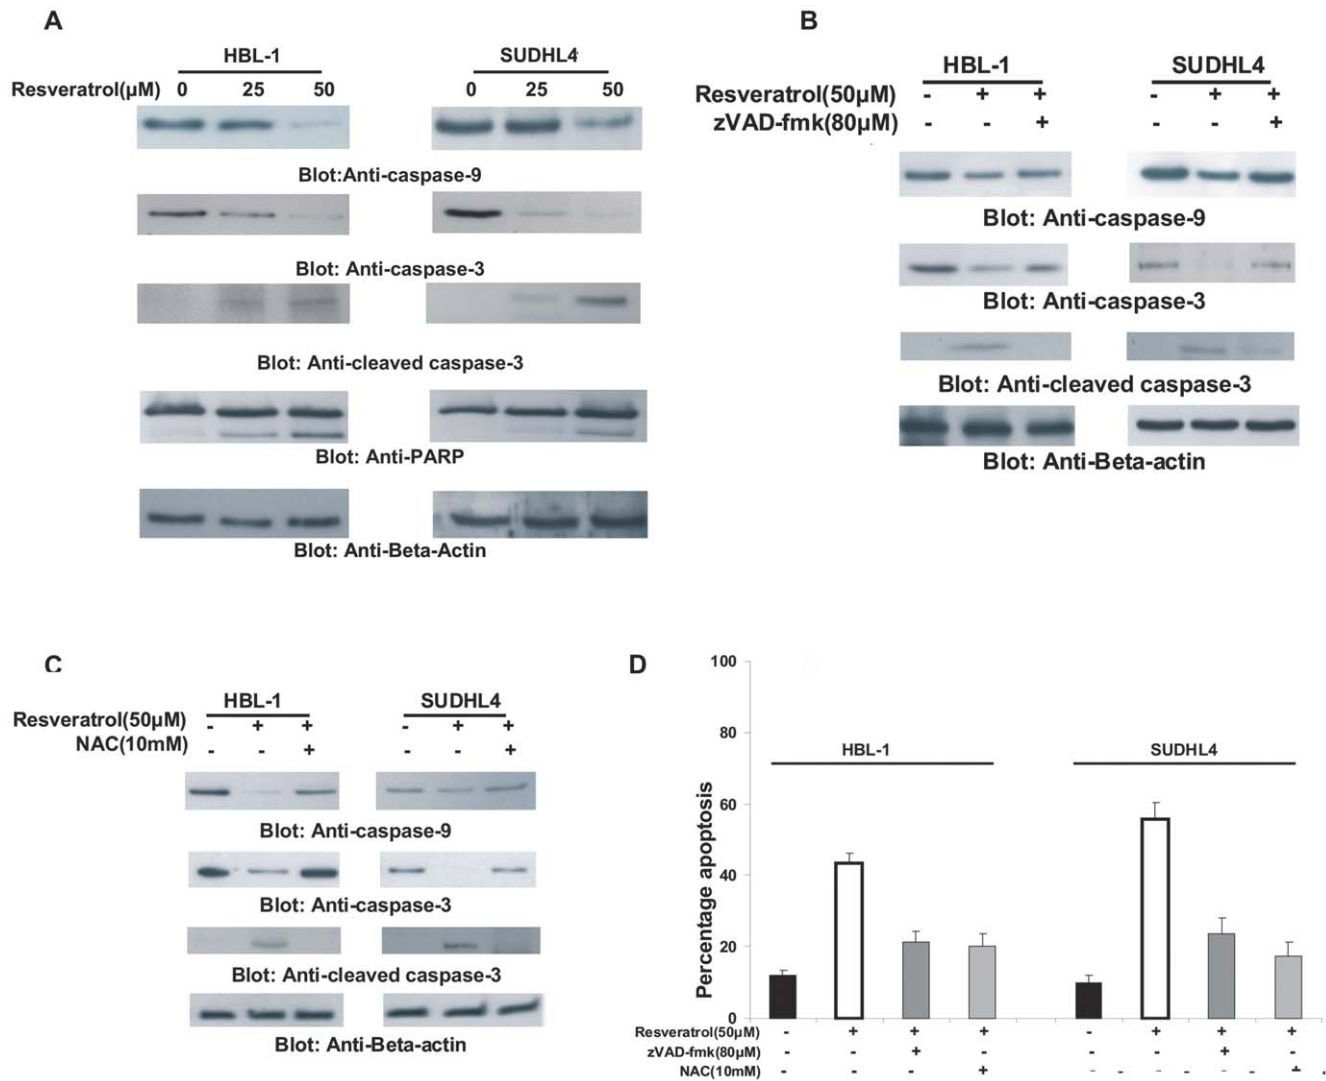 A
HBL-1 SUDHL4
Resveratrol(µM) 0 25 50 0 25 50
Blot:Anti-caspase-9
Blot: Anti-caspase-3
Blot: Anti-cleaved caspase-3
Blot: Anti-PARP
Blot: Anti-Beta-Actin
B
HBL-1 SUDHL4
Resveratrol(50µM) - + + - + +
zVAD-fmk(80µM) - - + - - +
Blot: Anti-caspase-9
Blot: Anti-caspase-3
Blot: Anti-cleaved caspase-3
Blot: Anti-Beta-actin
C
HBL-1 SUDHL4
Resveratrol(50µM) - + + - + +
NAC(10mM) - - + - - +
Blot: Anti-caspase-9
Blot: Anti-caspase-3
Blot: Anti-cleaved caspase-3
Blot: Anti-Beta-actin
D
Percentage apoptosis
100
80
60
40
20
0
HBL-1 SUDHL4
Resveratrol(50µM) - + + + - + + +
zVAD-fmk(80µM) - - + - - - + -
NAC(10mM) - - - + - - - - - + -